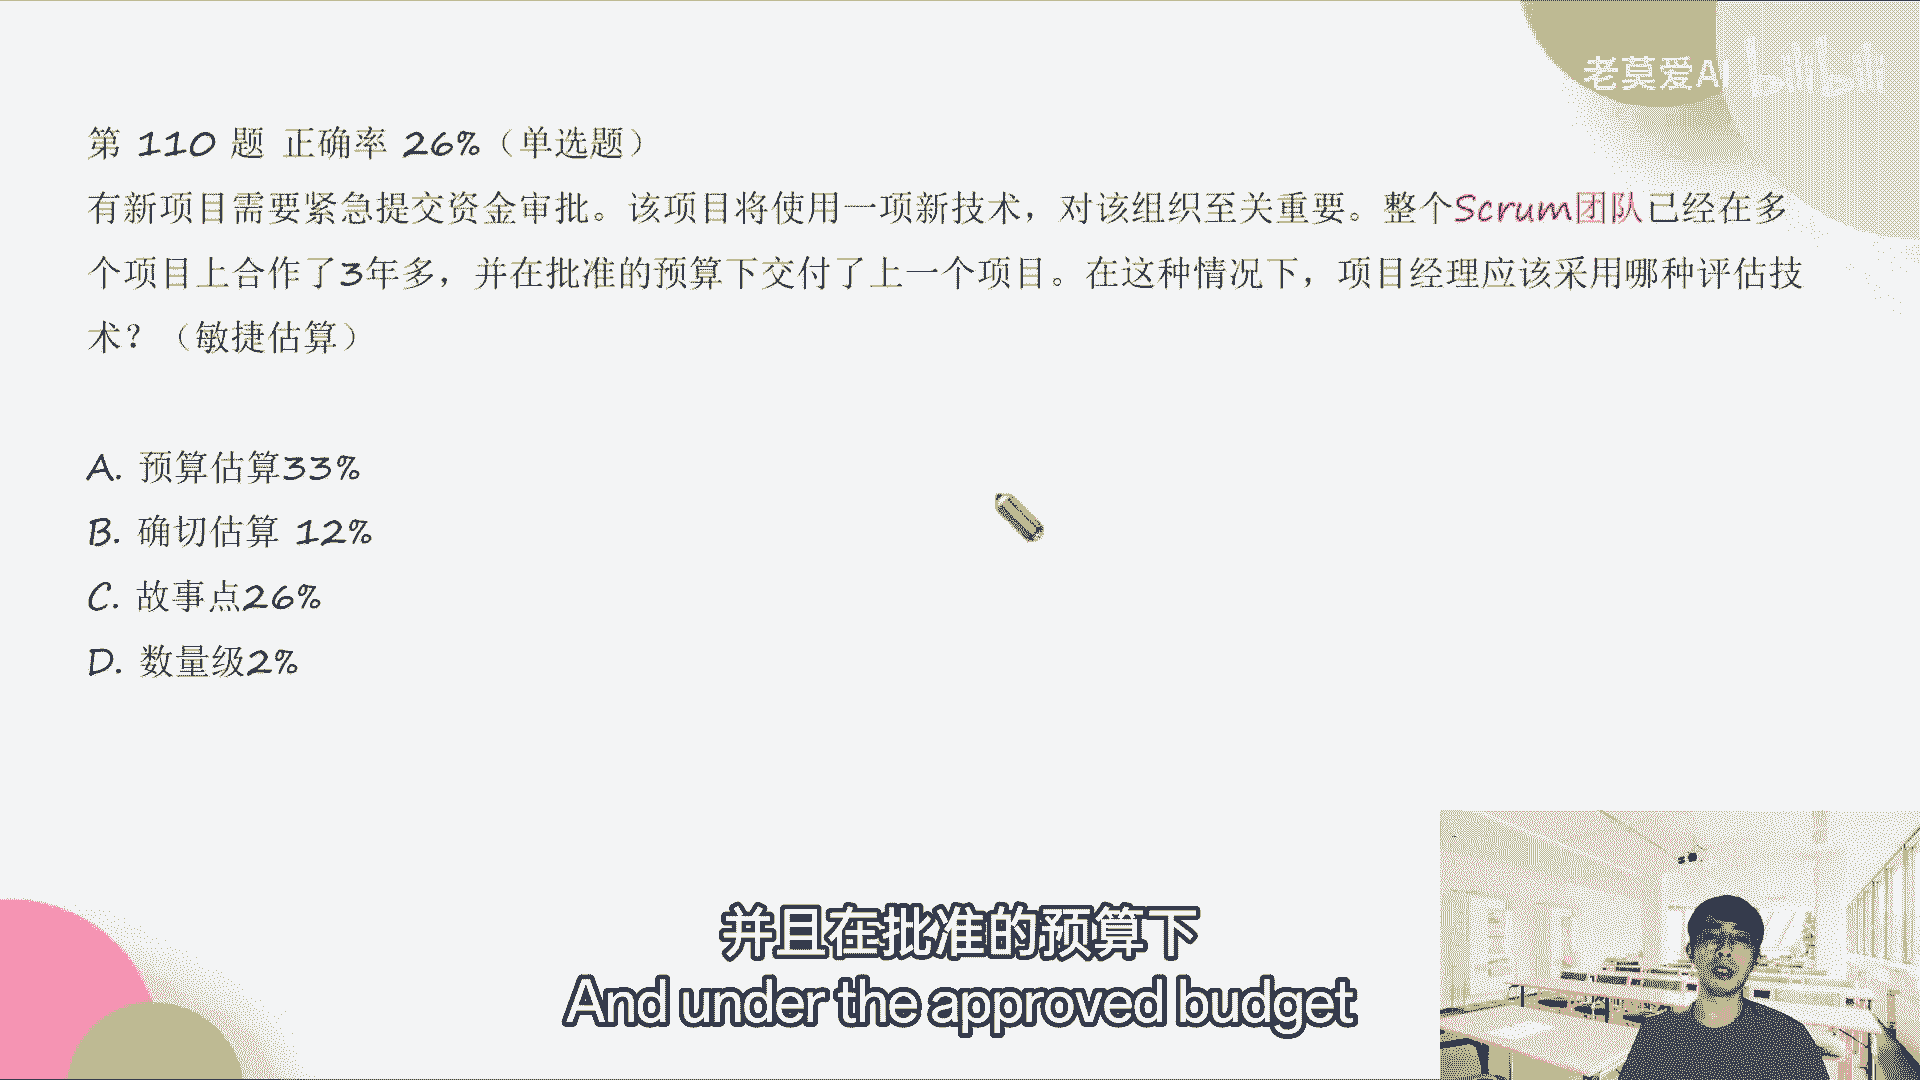 老莫爱AI bilibili
第 110 题 正确率 26%（单选题）
有新项目需要紧急提交资金审批。该项目将使用一项新技术，对该组织至关重要。整个Scrum团队已经在多
个项目上合作了3年多，并在批准的预算下交付了上一个项目。在这种情况下，项目经理应该采用哪种评估技
术？（敏捷估算）
A. 预算估算33%
B. 确切估算 12%
C. 故事点26%
D. 数量级2%
并且在批准的预算下
And under the approved budget